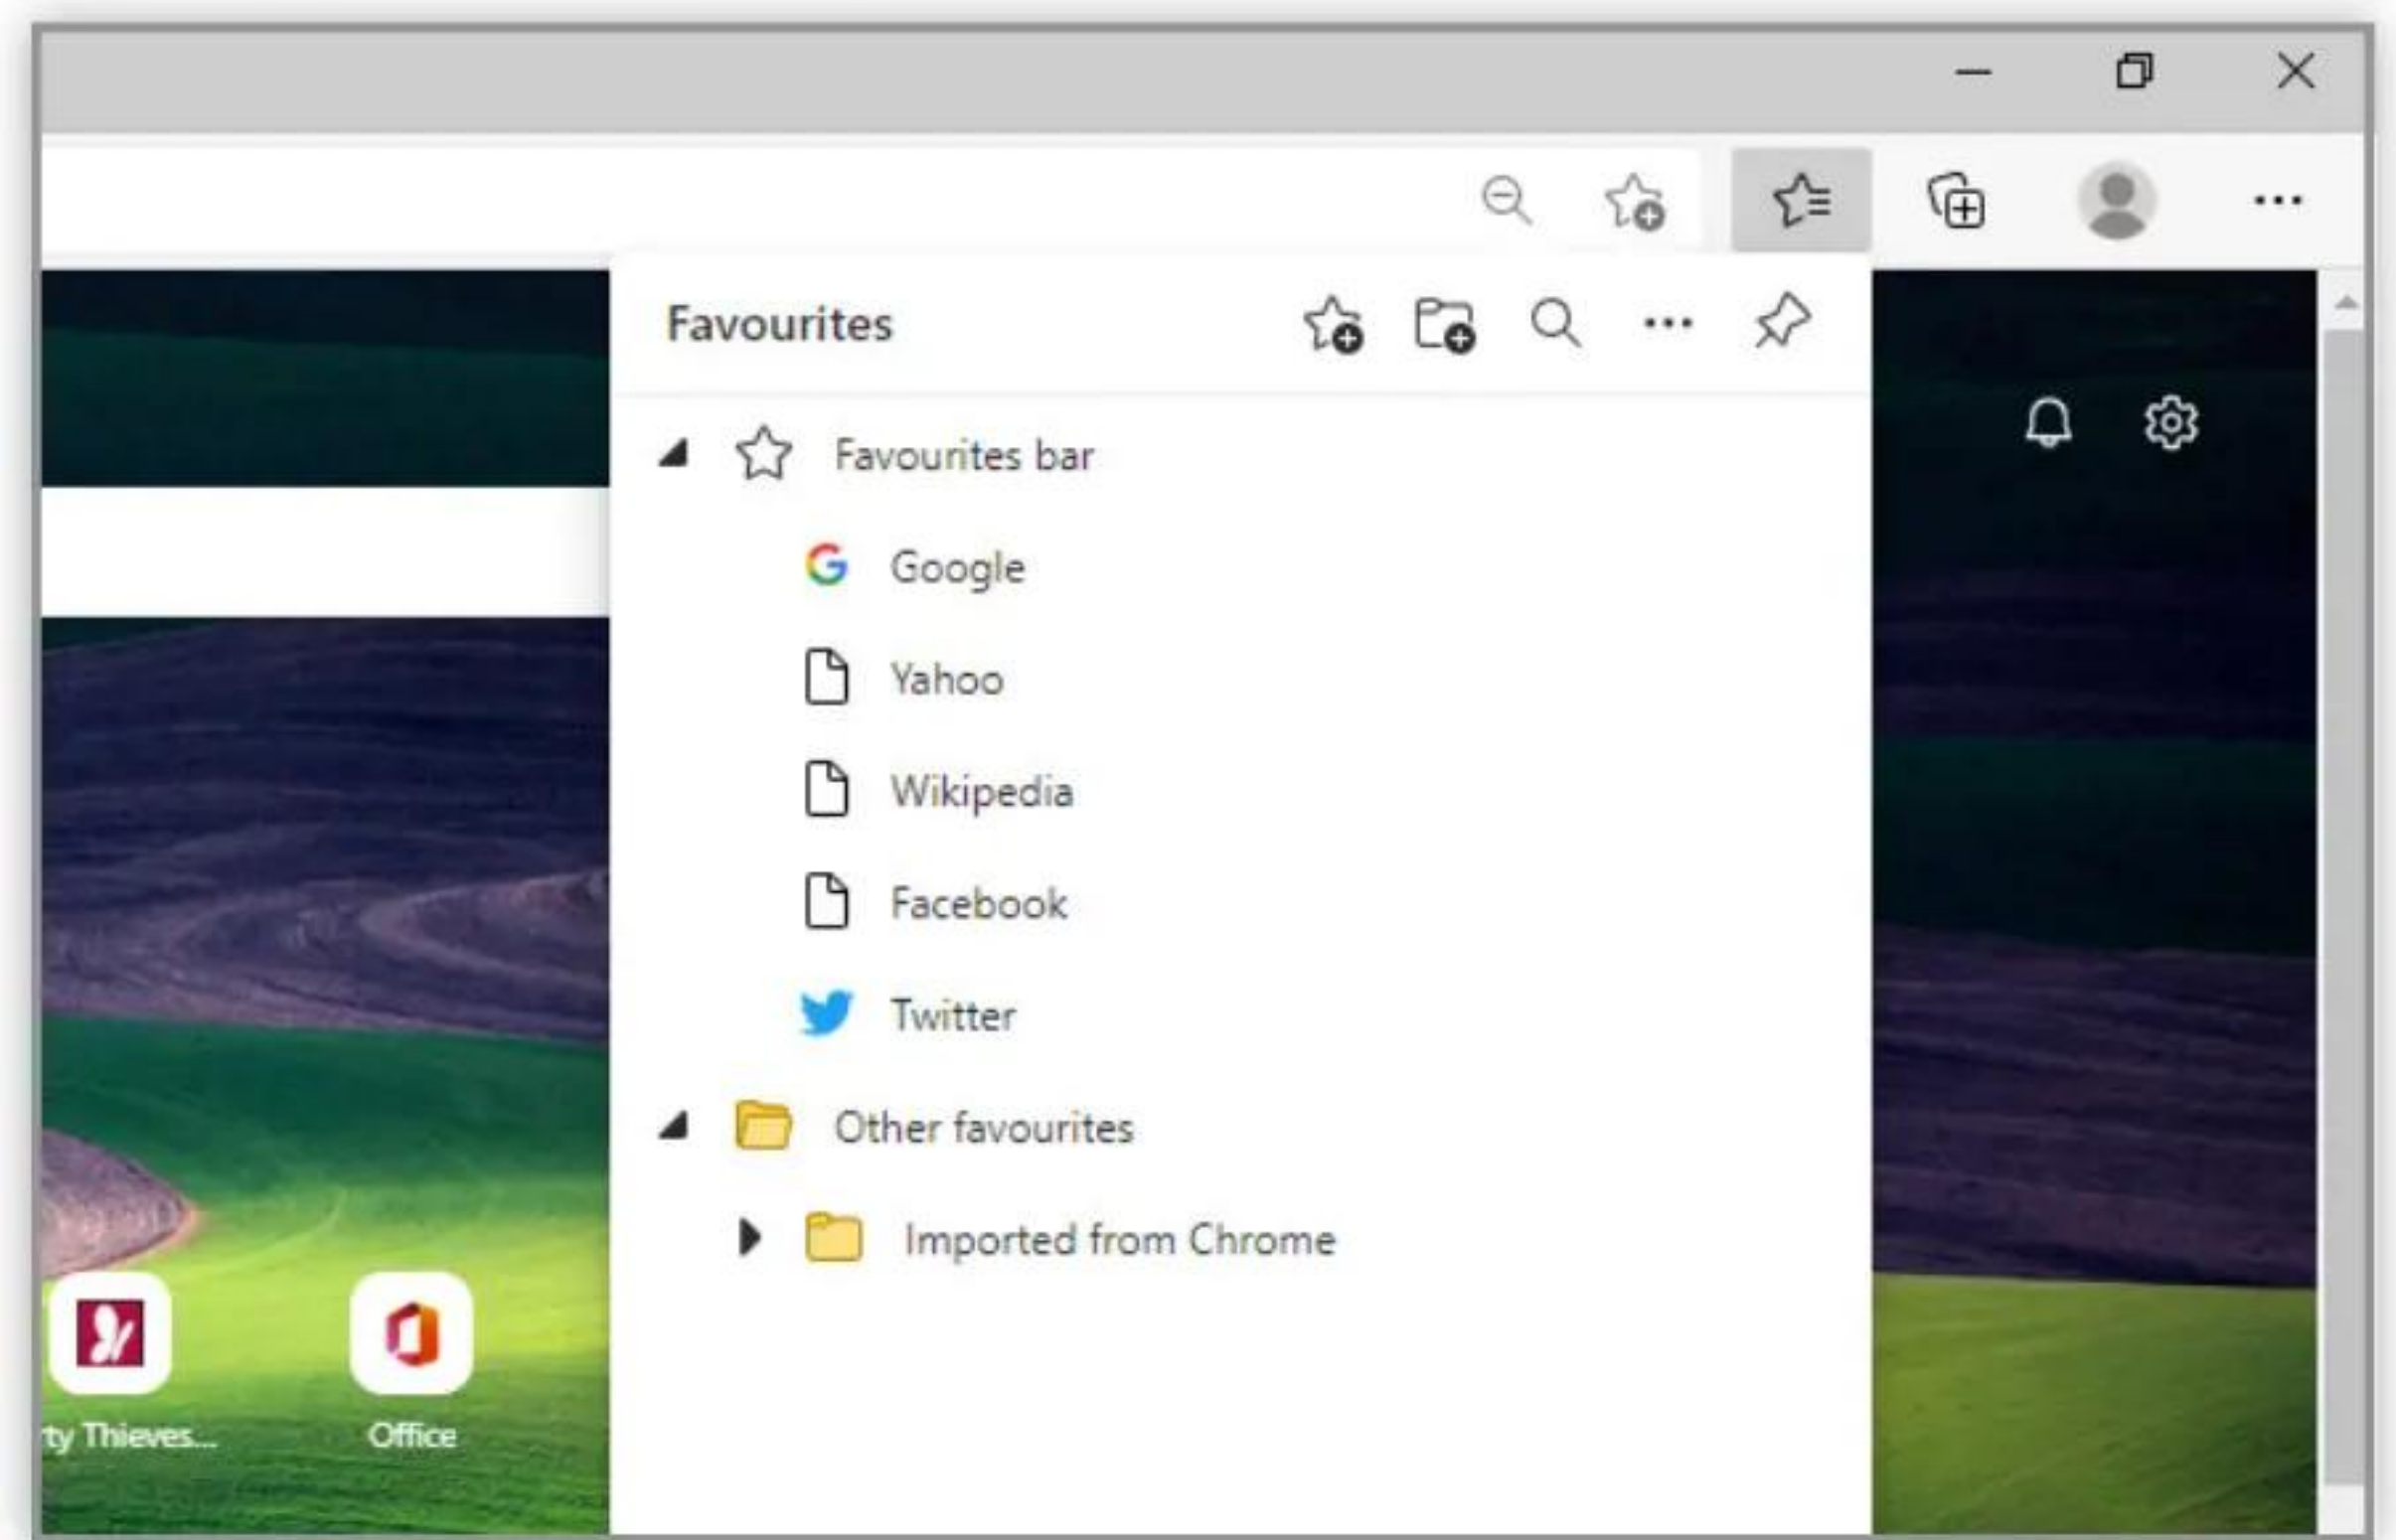 Favourites
Favourites bar
Google
Yahoo
Wikipedia
Facebook
Twitter
Other favourites
Imported from Chrome
ty Thieves...
Office